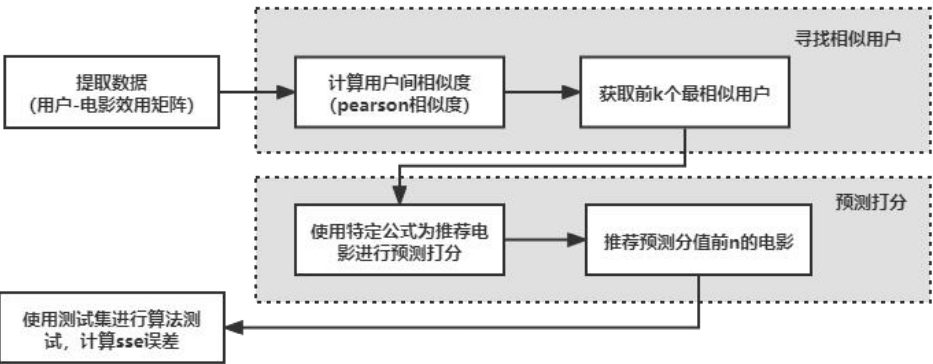 寻找相似用户
提取数据
(用户-电影效用矩阵)
计算用户间相似度
(pearson相似度)
获取前k个最相似用户
预测打分
使用特定公式为推荐电
影进行预测打分
推荐预测分值前n的电影
使用测试集进行算法测
试，计算sse误差